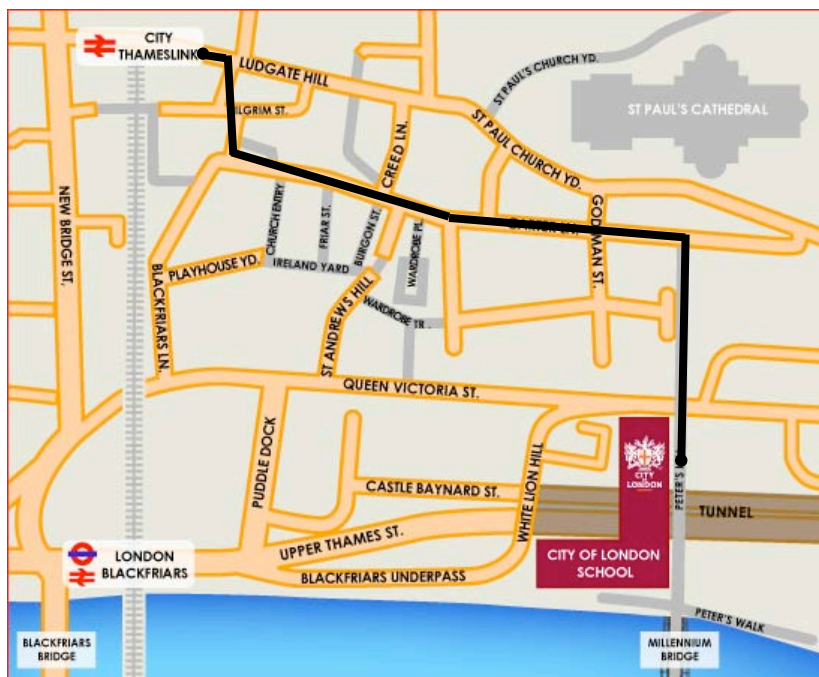 CITY
THAMESLINK
LUDGATE HILL
ST PAUL'S CHURCH YD.
ST PAUL'S CATHEDRAL
ILGRIM ST.
ST PAUL CHURCH YD.
CREED LN.
NEW BRIDGE ST.
CHURCH ENTRY
FRIAR ST.
BURGON ST.
WARDROBE PL.
GODLIMAN ST.
PLAYHOUSE YD.
IRELAND YARD
BLACKFRIARS LN.
ST ANDREWS HILL
WARDROBE TR.
QUEEN VICTORIA ST.
PUDDLE DOCK
WHITE LION HILL
CITY
LONDON
CASTLE BAYNARD ST.
PETER'S
TUNNEL
UPPER THAMES ST.
LONDON
BLACKFRIARS
BLACKFRIARS UNDERPASS
CITY OF LONDON
SCHOOL
PETER'S WALK
BLACKFRIARS
BRIDGE
MILLENNIUM
BRIDGE